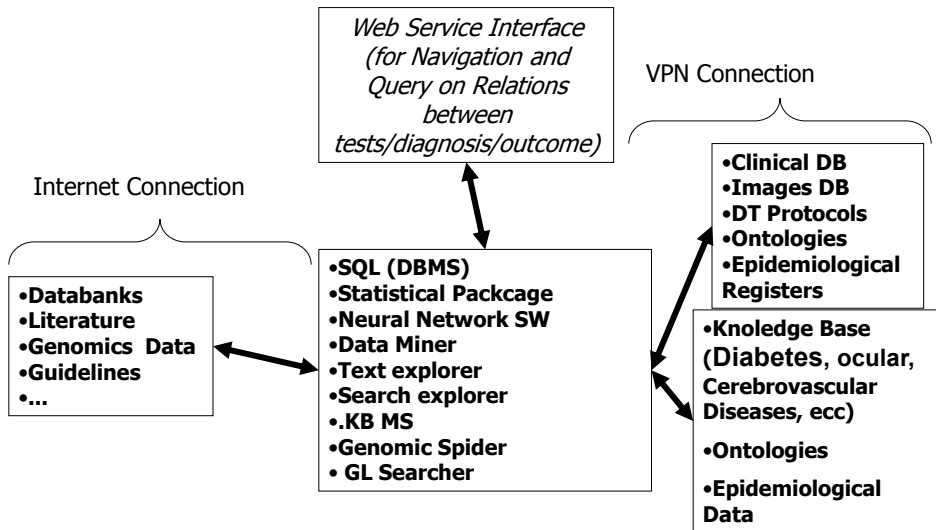 Web Service Interface
(for Navigation and
Query on Relations
between
tests/diagnosis/outcome)
VPN Connection
Internet Connection
•Databanks
•Literature
•Genomics  Data
•Guidelines
•...
•SQL (DBMS)
•Statistical Packcage
•Neural Network SW
•Data Miner
•Text explorer
•Search explorer
•.KB MS
•Genomic Spider
• GL Searcher
•Clinical DB
•Images DB
•DT Protocols
•Ontologies
•Epidemiological
Registers
•Knoledge Base
(Diabetes, ocular,
Cerebrovascular
Diseases, ecc)
•Ontologies
•Epidemiological
Data